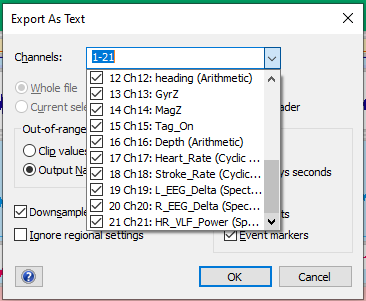 Export As Text
Channels:
1-21
Whole file
Current selec
Out-of-range
Clip values
Output Na
Downsample
Ignore regional settings
12 Ch12: heading (Arithmetic)
13 Ch13: GyrZ
14 Ch14: MagZ
15 Ch15: Tag_On
16 Ch16: Depth (Arithmetic)
17 Ch17: Heart_Rate (Cyclic ...
18 Ch18: Stroke_Rate (Cyclic...
19 Ch19: L_EEG_Delta (Spect...
20 Ch20: R_EEG_Delta (Spec...
21 Ch21: HR_VLF_Power (Sp...
ader
ys seconds
ts
Event markers
?
OK
Cancel